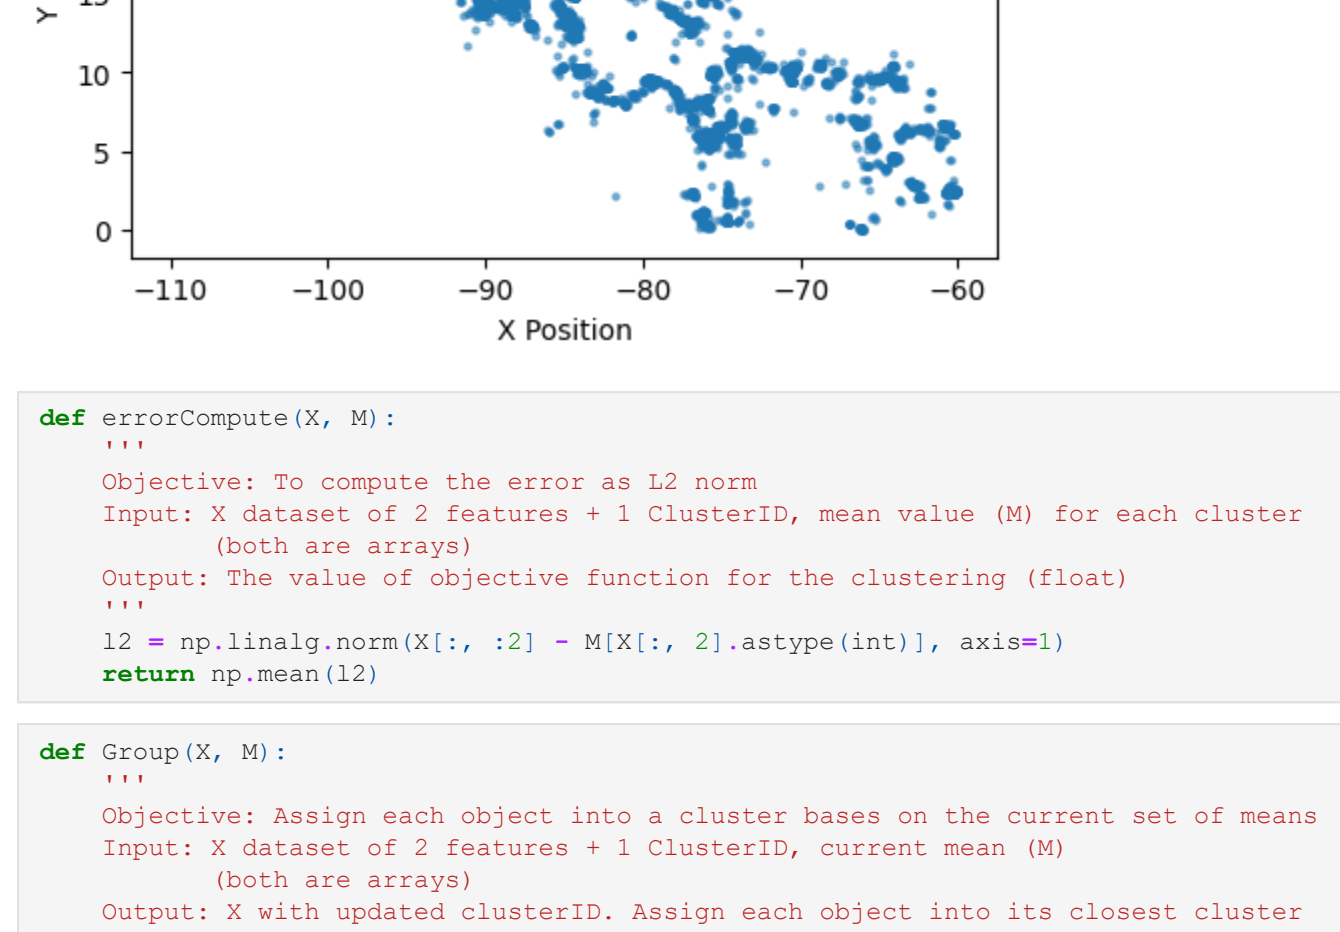 Y
15
10
5
0
−110 −100 −90 −80 −70 −60
X Position
def errorCompute(X, M):
'''
Objective: To compute the error as L2 norm
Input: X dataset of 2 features + 1 ClusterID, mean value (M) for each cluster
(both are arrays)
Output: The value of objective function for the clustering (float)
'''
l2 = np.linalg.norm(X[:, :2] - M[X[:, 2].astype(int)], axis=1)
return np.mean(l2)
def Group(X, M):
'''
Objective: Assign each object into a cluster bases on the current set of means
Input: X dataset of 2 features + 1 ClusterID, current mean (M)
(both are arrays)
Output: X with updated clusterID. Assign each object into its closest cluster